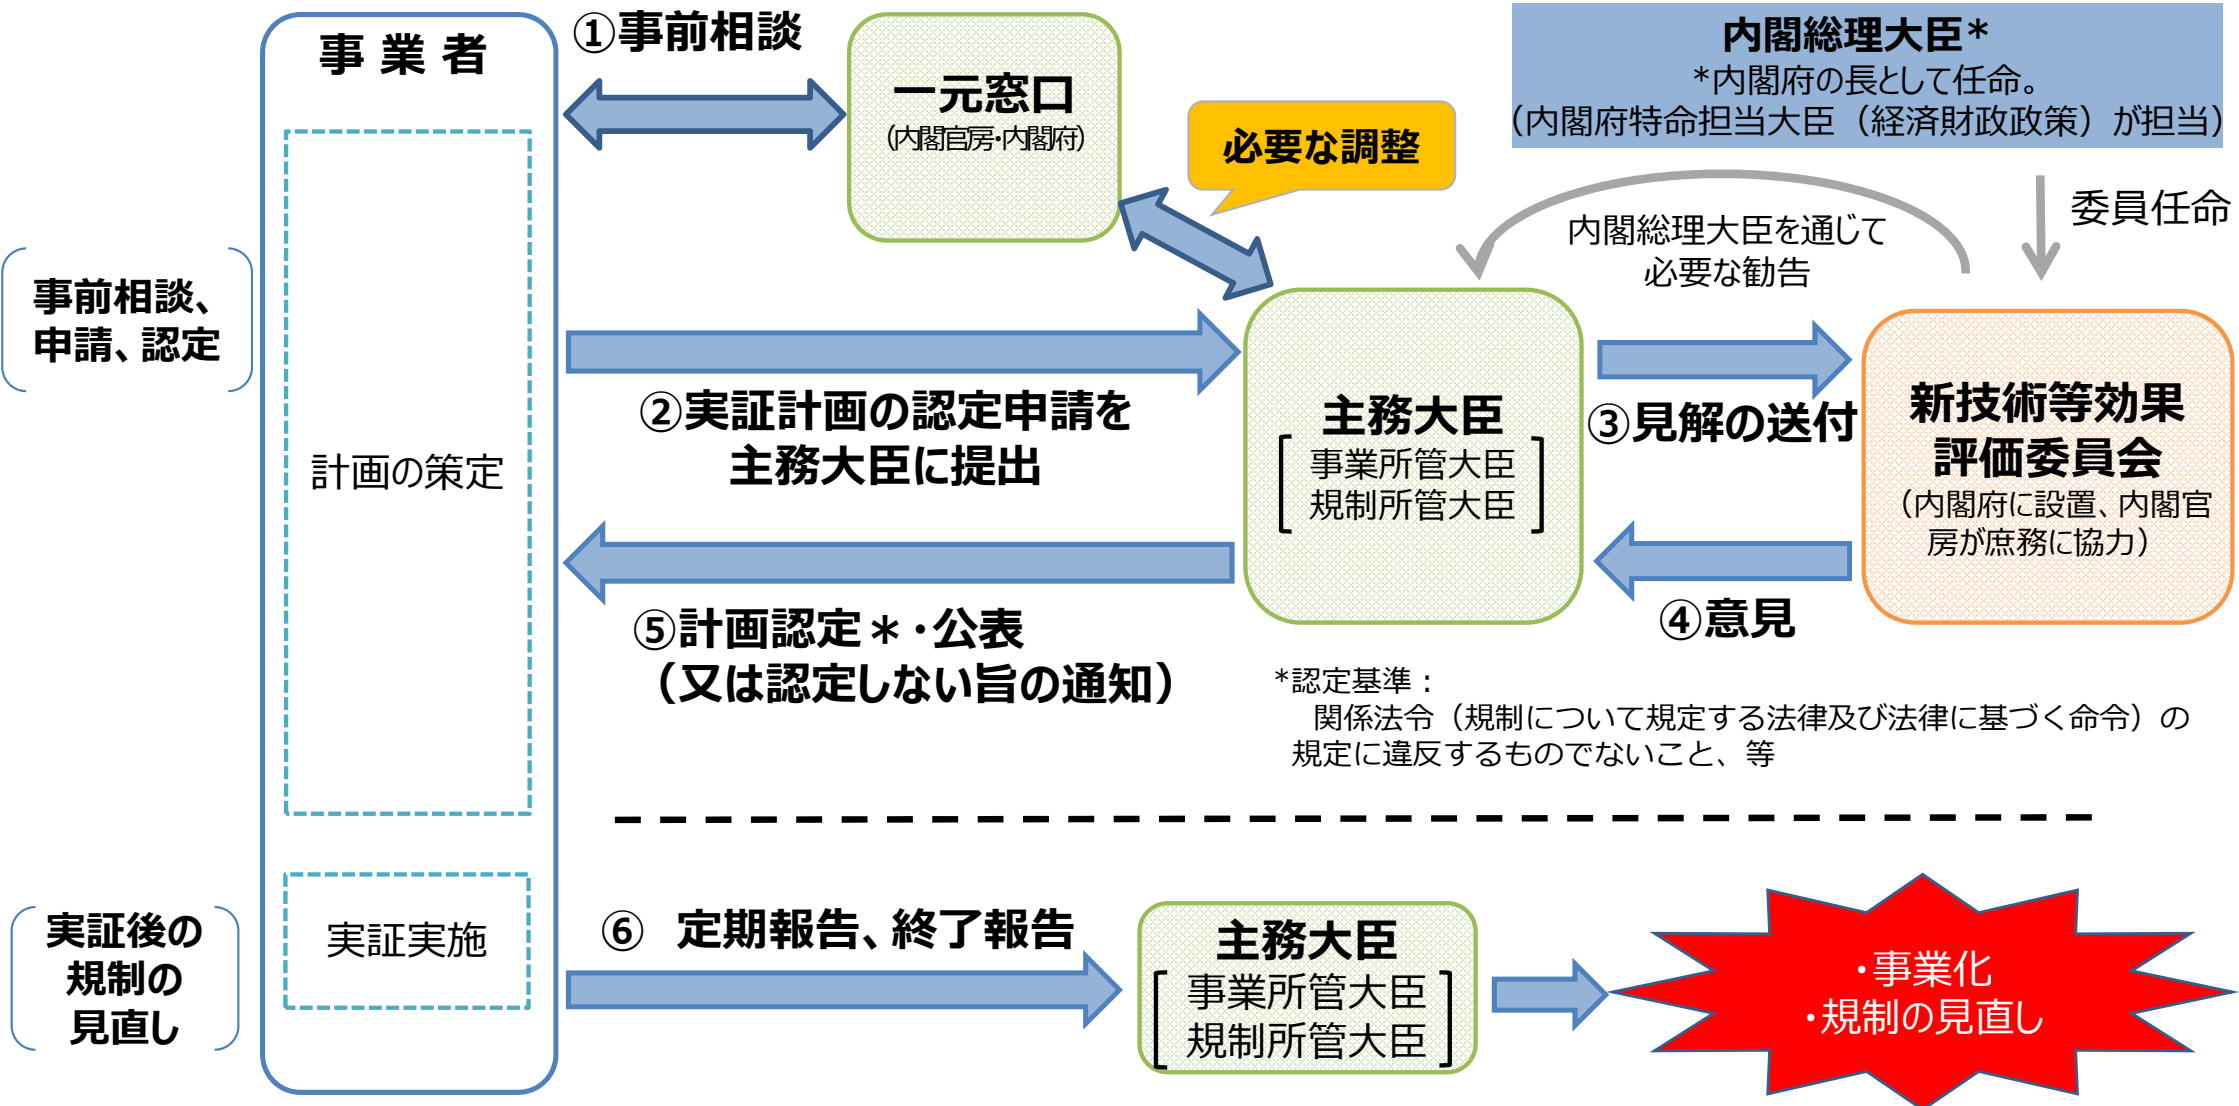 事 業 者
①事前相談
一元窓口
（内閣官房・内閣府）
必要な調整
内閣総理大臣*
*内閣府の長として任命。
（内閣府特命担当大臣（経済財政政策）が担当）
委員任命
内閣総理大臣を通じて
必要な勧告
事前相談、
申請、認定
計画の策定
②実証計画の認定申請を
主務大臣に提出
主務大臣
事業所管大臣
規制所管大臣
③見解の送付
新技術等効果
評価委員会
（内閣府に設置、内閣官
房が庶務に協力）
④意見
⑤計画認定＊・公表
（又は認定しない旨の通知）
*認定基準：
関係法令（規制について規定する法律及び法律に基づく命令）の
規定に違反するものでないこと、等
実証後の
規制の
見直し
実証実施
⑥ 定期報告、終了報告
主務大臣
事業所管大臣
規制所管大臣
・事業化
・規制の見直し